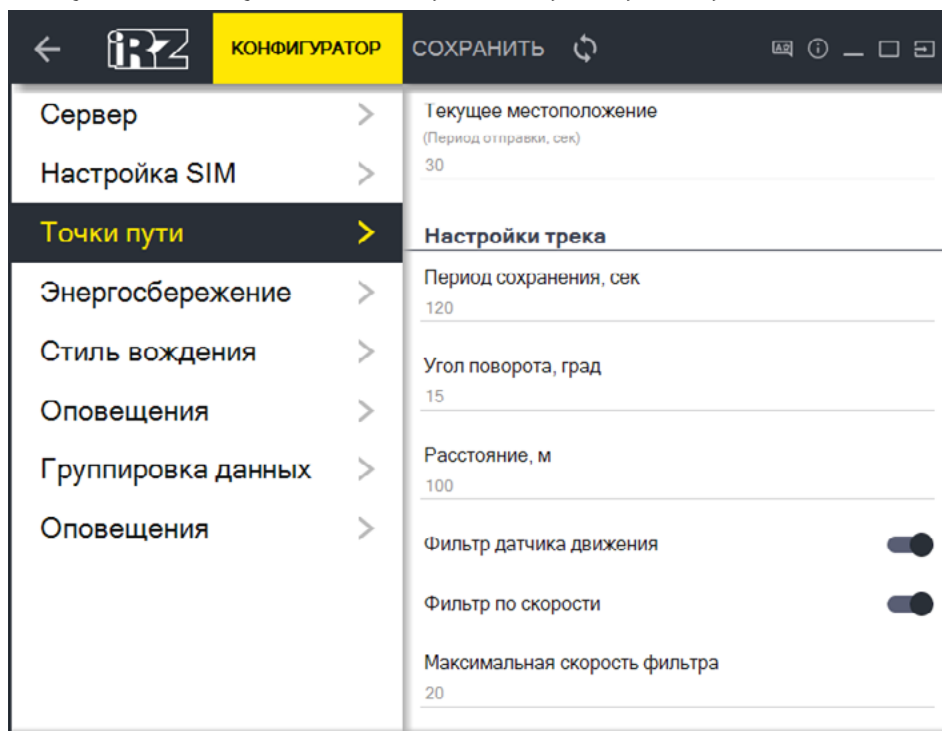 iRZ КОНФИГУРАТОР СОХРАНИТЬ
Сервер
Настройка SIM
Точки пути
Энергосбережение
Стиль вождения
Оповещения
Группировка данных
Оповещения
Текущее местоположение
(Период отправки, сек)
30
Настройки трека
Период сохранения, сек
120
Угол поворота, град
15
Расстояние, м
100
Фильтр датчика движения
Фильтр по скорости
Максимальная скорость фильтра
20